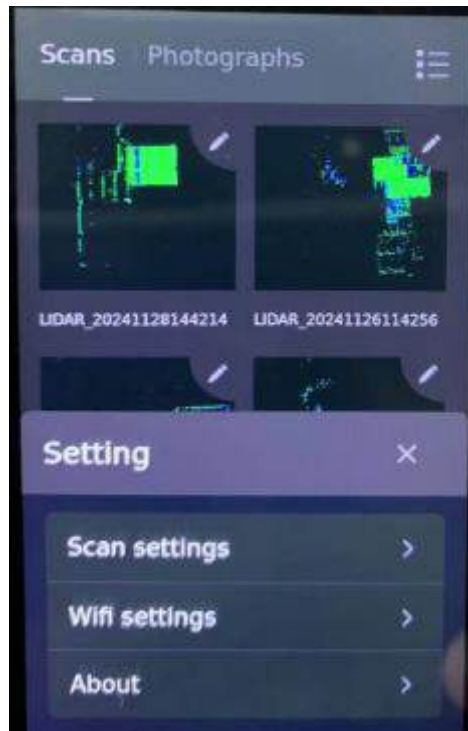 Scans Photographs
LIDAR_20241128144214 LIDAR_20241126114256
Setting
Scan settings
Wifi settings
About